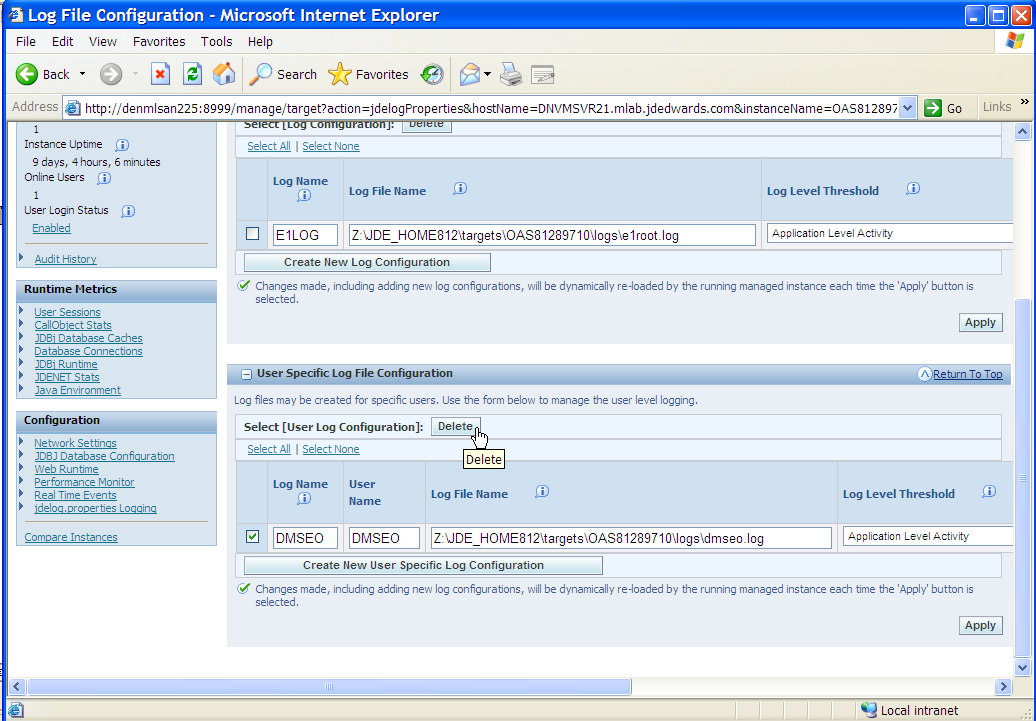 Log File Configuration - Microsoft Internet Explorer
File Edit View Favorites Tools Help
Back Search Favorites
Address http://denmlsan225:8999/manage/target?action=jdelogProperties&hostName=DNVMSVR21.mlab.jdedwards.com&instanceName=OAS812897 Go Links »
1
Instance Uptime
9 days, 4 hours, 6 minutes
Online Users
1
User Login Status
Enabled
Audit History
Runtime Metrics
User Sessions
CallObject Stats
JDBj Database Caches
Database Connections
JDBj Runtime
JDENET Stats
Java Environment
Configuration
Network Settings
JDBJ Database Configuration
Web Runtime
Performance Monitor
Real Time Events
jdelog.properties Logging
Compare Instances
Select [Log Configuration]: Delete
Select All | Select None
Log Name Log File Name Log Level Threshold
E1LOG Z:\JDE_HOME812\targets\OAS81289710\logs\e1root.log Application Level Activity
Create New Log Configuration
Changes made, including adding new log configurations, will be dynamically re-loaded by the running managed instance each time the 'Apply' button is
selected.
Apply
User Specific Log File Configuration Return To Top
Log files may be created for specific users. Use the form below to manage the user level logging.
Select [User Log Configuration]: Delete
Select All | Select None
Delete
Log Name User Name Log File Name Log Level Threshold
DMSEO DMSEO Z:\JDE_HOME812\targets\OAS81289710\logs\dmseo.log Application Level Activity
Create New User Specific Log Configuration
Changes made, including adding new log configurations, will be dynamically re-loaded by the running managed instance each time the 'Apply' button is
selected.
Apply
Local intranet